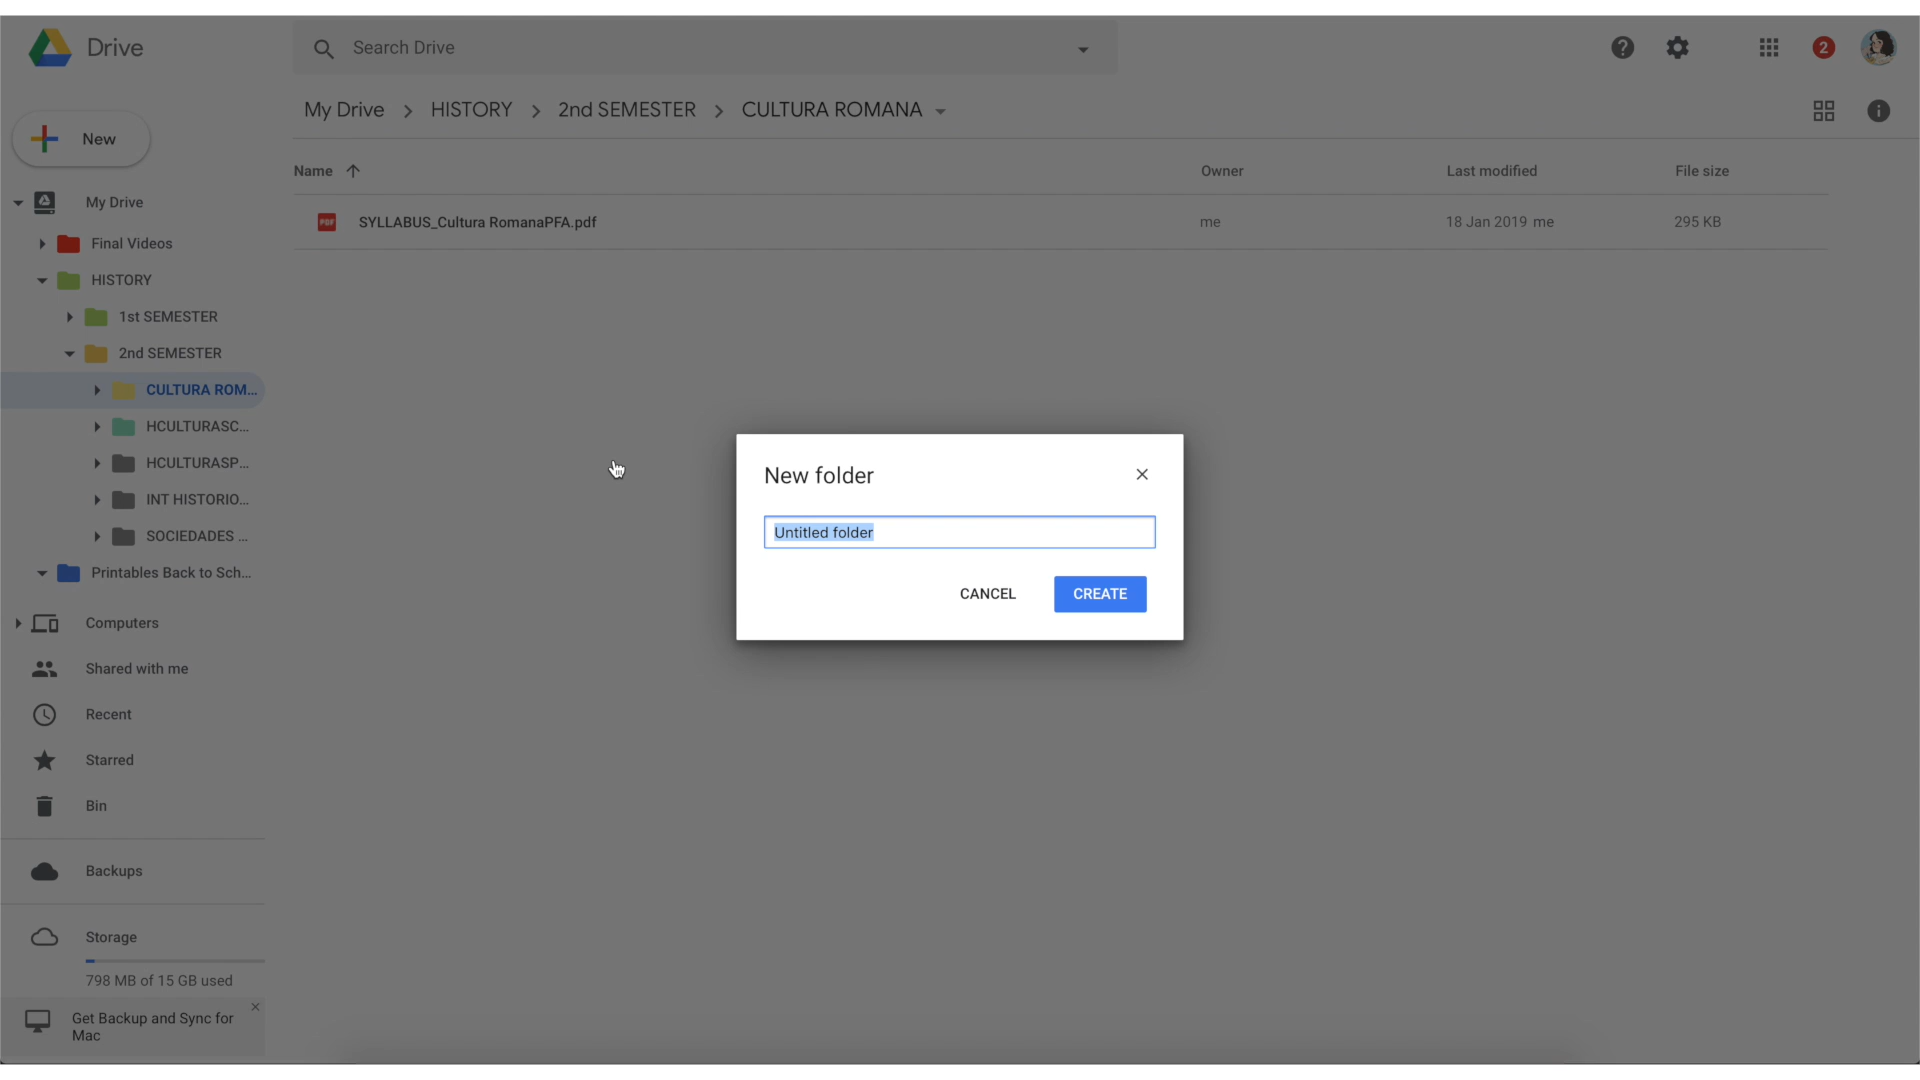 Drive
Search Drive
2
My Drive > HISTORY > 2nd SEMESTER > CULTURA ROMANA
New
Name
Owner
Last modified
File size
PDF
SYLLABUS_Cultura RomanaPFA.pdf
me
18 Jan 2019 me
295 KB
My Drive
Final Videos
HISTORY
1st SEMESTER
2nd SEMESTER
CULTURA ROM...
HCULTURASC...
HCULTURASP...
INT HISTORIO...
SOCIEDADES ...
Printables Back to Sch...
Computers
Shared with me
Recent
Starred
Bin
Backups
Storage
798 MB of 15 GB used
Get Backup and Sync for
Mac
New folder
Untitled folder
CANCEL
CREATE